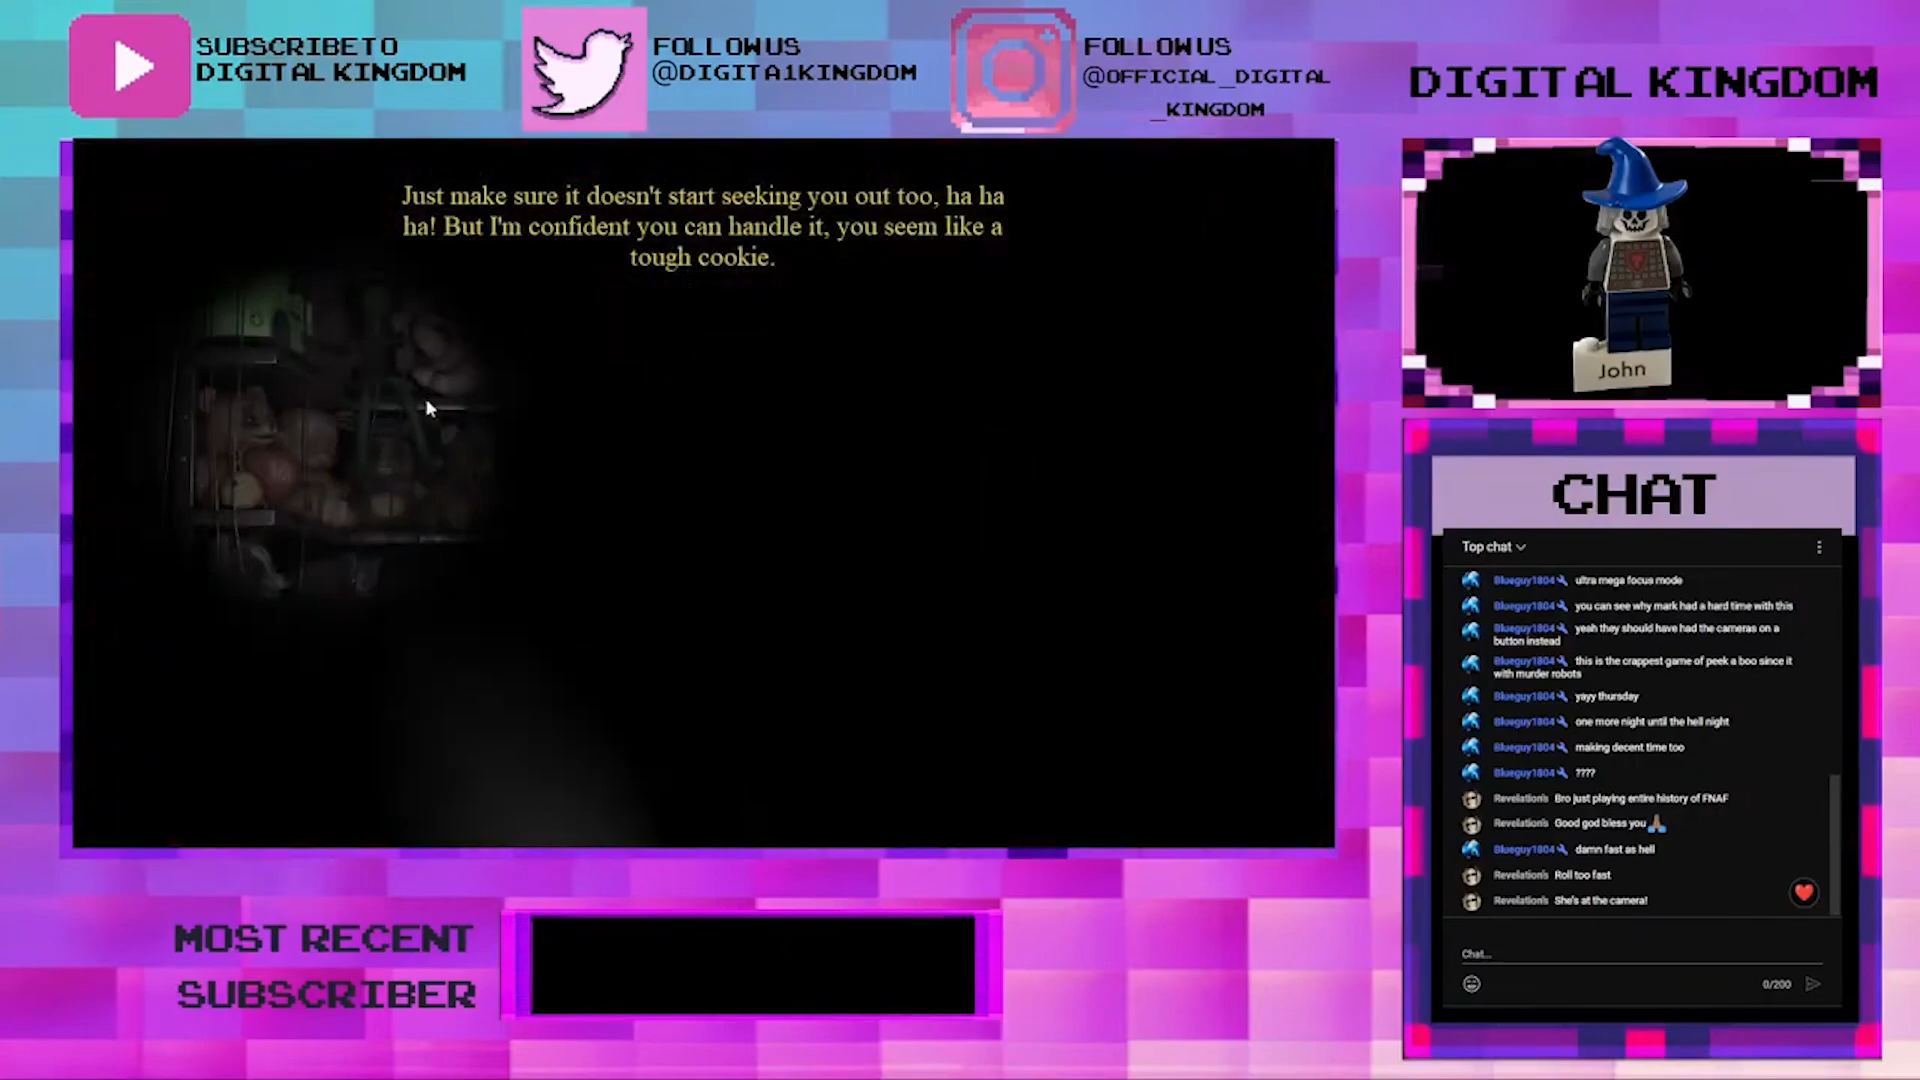 SUBSCRIBE TO
DIGITAL KINGDOM
FOLLOW US
@DIGITA1KINGDOM
FOLLOW US
@OFFICIAL_DIGITAL
_KINGDOM
DIGITAL KINGDOM
Just make sure it doesn't start seeking you out too, ha ha
ha! But I'm confident you can handle it, you seem like a
tough cookie.
John
CHAT
Top chat
Blueguy1804 ultra mega focus mode
Blueguy1804 you can see why mark had a hard time with this
Blueguy1804 yeah they should have had the cameras on a
button instead
Blueguy1804 this is the crappest game of peek a boo since it
with murder robots
Blueguy1804 yayy thursday
Blueguy1804 one more night until the hell night
Blueguy1804 making decent time too
Blueguy1804 ????
Revelation's Bro just playing entire history of FNAF
Revelation's Good god bless you 🙏🏽
Blueguy1804 damn fast as hell
Revelation's Roll too fast
Revelation's She's at the camera!
Chat...
0/200
MOST RECENT
SUBSCRIBER